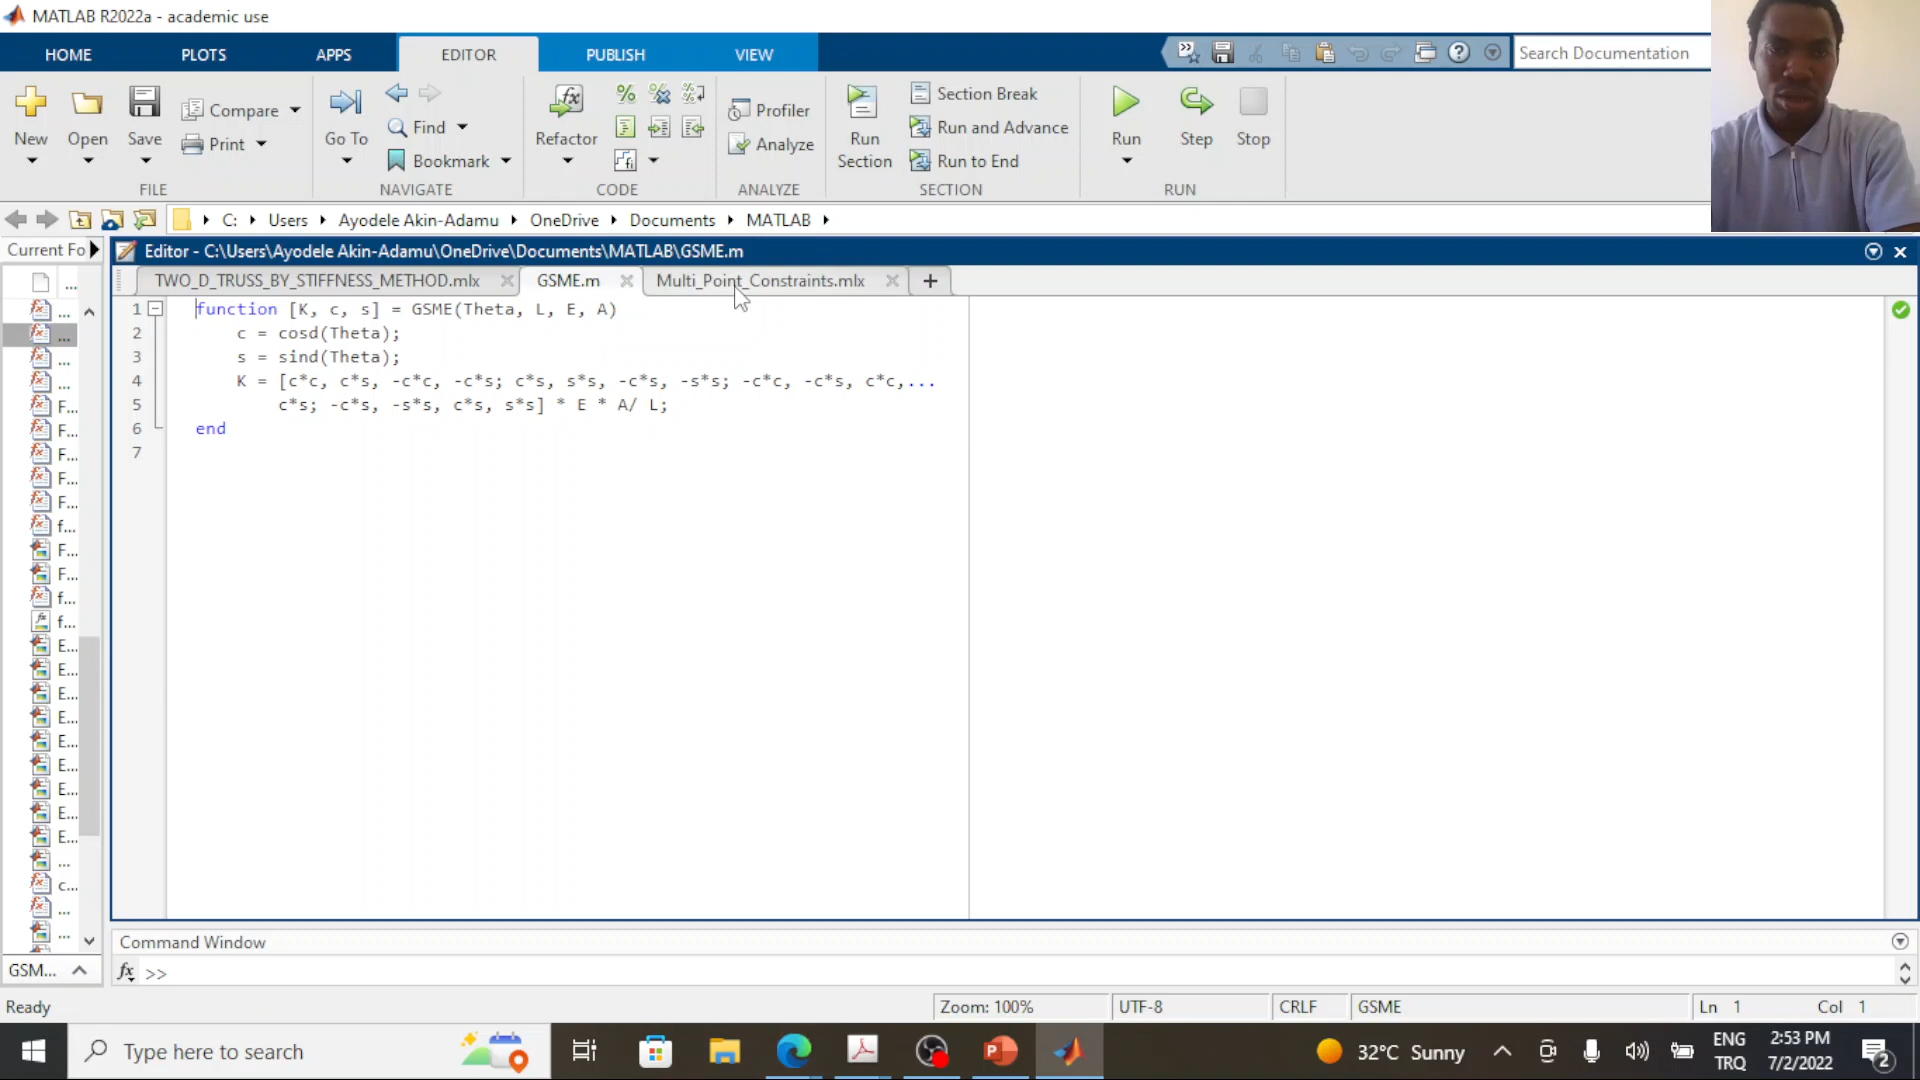 MATLAB R2022a - academic use
HOME PLOTS APPS EDITOR PUBLISH VIEW
Search Documentation
New Open Save Compare Print
FILE
Go To Find Bookmark
NAVIGATE
Refactor
CODE
Profiler Analyze
ANALYZE
Run Section Section Break Run and Advance Run to End
SECTION
Run Step Stop
RUN
C: Users Ayodele Akin-Adamu OneDrive Documents MATLAB
Current Fo
Editor - C:\Users\Ayodele Akin-Adamu\OneDrive\Documents\MATLAB\GSME.m
TWO_D_TRUSS_BY_STIFFNESS_METHOD.mlx GSME.m Multi_Point_Constraints.mlx
1 function [K, c, s] = GSME(Theta, L, E, A)
2 c = cosd(Theta);
3 s = sind(Theta);
4 K = [c*c, c*s, -c*c, -c*s; c*s, s*s, -c*s, -s*s; -c*c, -c*s, c*c,...
5 c*s; -c*s, -s*s, c*s, s*s] * E * A/ L;
6 end
7
...
...
...
...
...
F...
F...
F...
F...
F...
f...
F...
F...
f...
f...
E...
E...
E...
E...
E...
E...
E...
E...
E...
...
c...
...
...
GSM...
Command Window
fx >>
Ready
Zoom: 100% UTF-8 CRLF GSME Ln 1 Col 1
Type here to search
32°C Sunny
ENG
TRQ
2:53 PM
7/2/2022
2